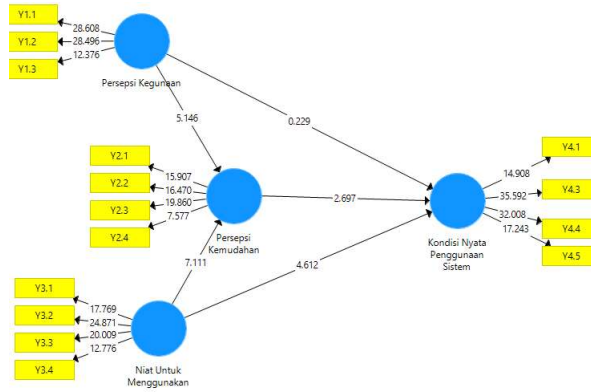 Y1.1
28.608
Y1.2
28.496
Y1.3
12.376
Persepsi Kegunaan
5.146
0.229
Y2.1
15.907
Y2.2
16.470
Y2.3
19.860
Y2.4
7.577
Persepsi
Kemudahan
2.697
Y4.1
14.908
Y4.3
35.592
Y4.4
32.008
Y4.5
17.243
Kondisi Nyata
Penggunaan
Sistem
7.111
4.612
Y3.1
17.769
Y3.2
24.871
Y3.3
20.009
Y3.4
12.776
Niat Untuk
Menggunakan